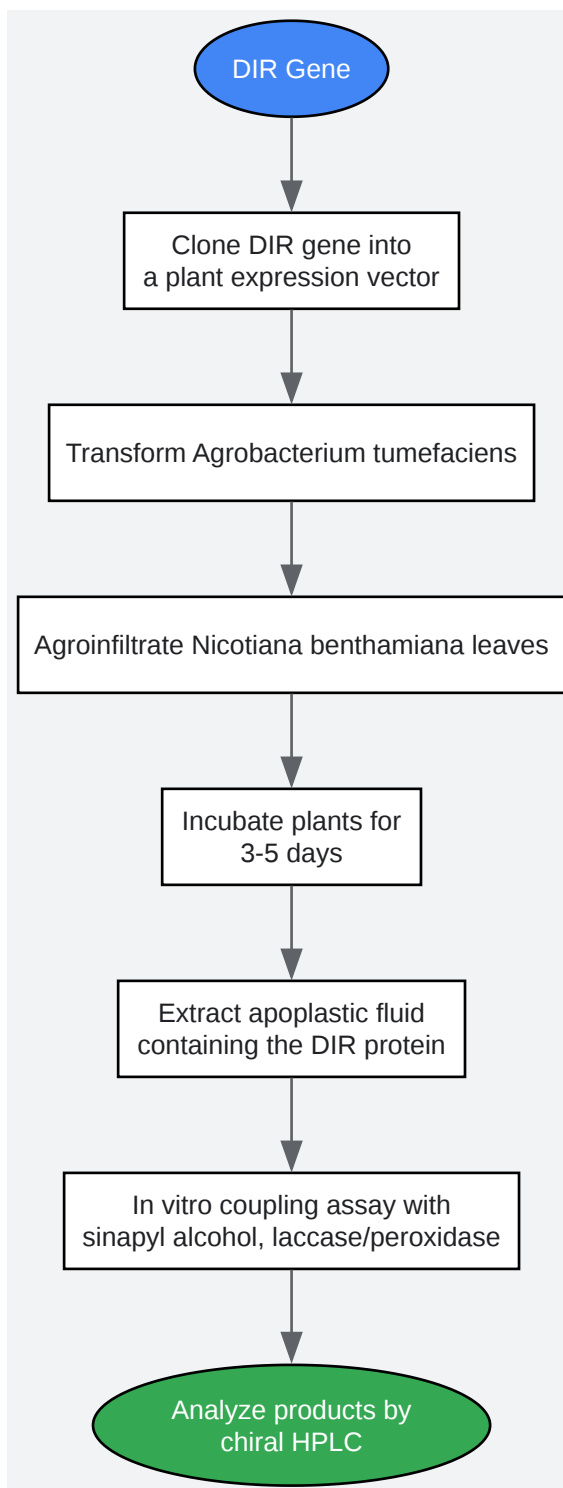 DIR Gene
Clone DIR gene into
a plant expression vector
Transform Agrobacterium tumefaciens
Agroinfiltrate Nicotiana benthamiana leaves
Incubate plants for
3-5 days
Extract apoplastic fluid
containing the DIR protein
In vitro coupling assay with
sinapyl alcohol, laccase/peroxidase
Analyze products by
chiral HPLC